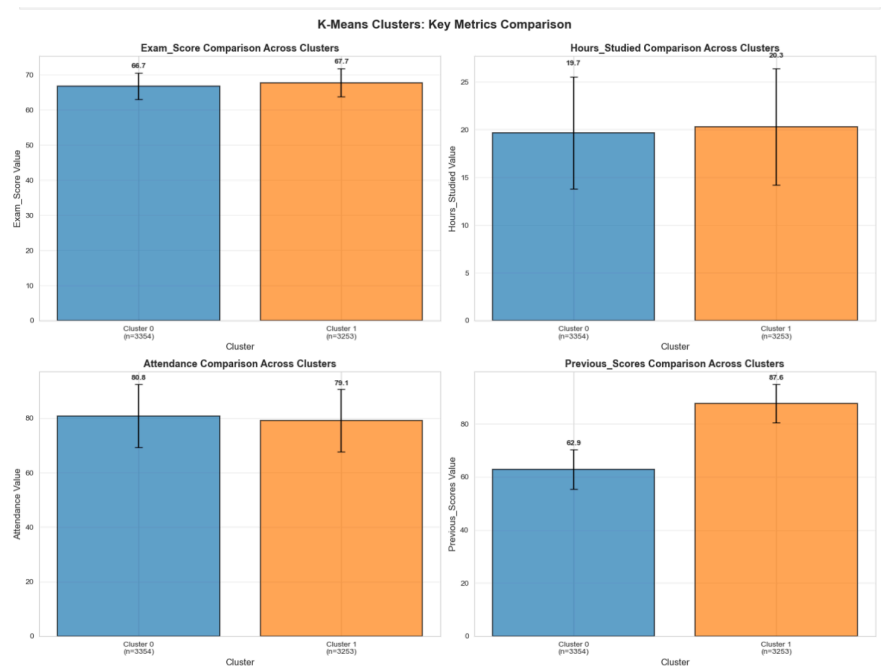 K-Means Clusters: Key Metrics Comparison
Exam_Score Comparison Across Clusters
66.7
67.7
70
60
50
40
30
20
10
0
Exam_Score Value
Cluster 0
(n=3354)
Cluster 1
(n=3253)
Cluster
Hours_Studied Comparison Across Clusters
19.7
20.3
25
20
15
10
5
0
Hours_Studied Value
Cluster 0
(n=3354)
Cluster 1
(n=3253)
Cluster
Attendance Comparison Across Clusters
80.8
79.1
80
60
40
20
0
Attendance Value
Cluster 0
(n=3354)
Cluster 1
(n=3253)
Cluster
Previous_Scores Comparison Across Clusters
62.9
87.6
80
60
40
20
0
Previous_Scores Value
Cluster 0
(n=3354)
Cluster 1
(n=3253)
Cluster